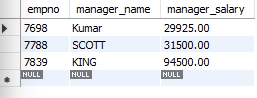 empno manager_name manager_salary
7698 Kumar 29925.00
7788 SCOTT 31500.00
7839 KING 94500.00
NULL NULL NULL